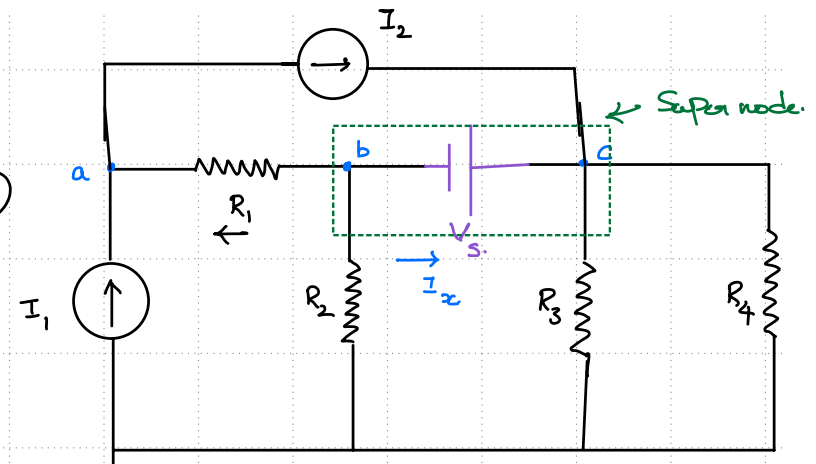 I₂
Super node.
a
b
c
R₁
Vs.
Iₓ
I₁
R₂
R₃
R₄